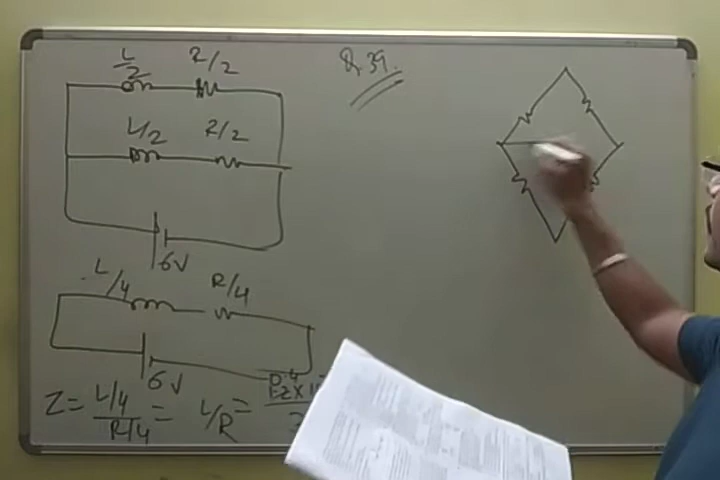 L/2 R/2
Q.39.
L/2 R/2
6V
L/4 R/4
6V
Z = L/4 / R/4 = L/R =